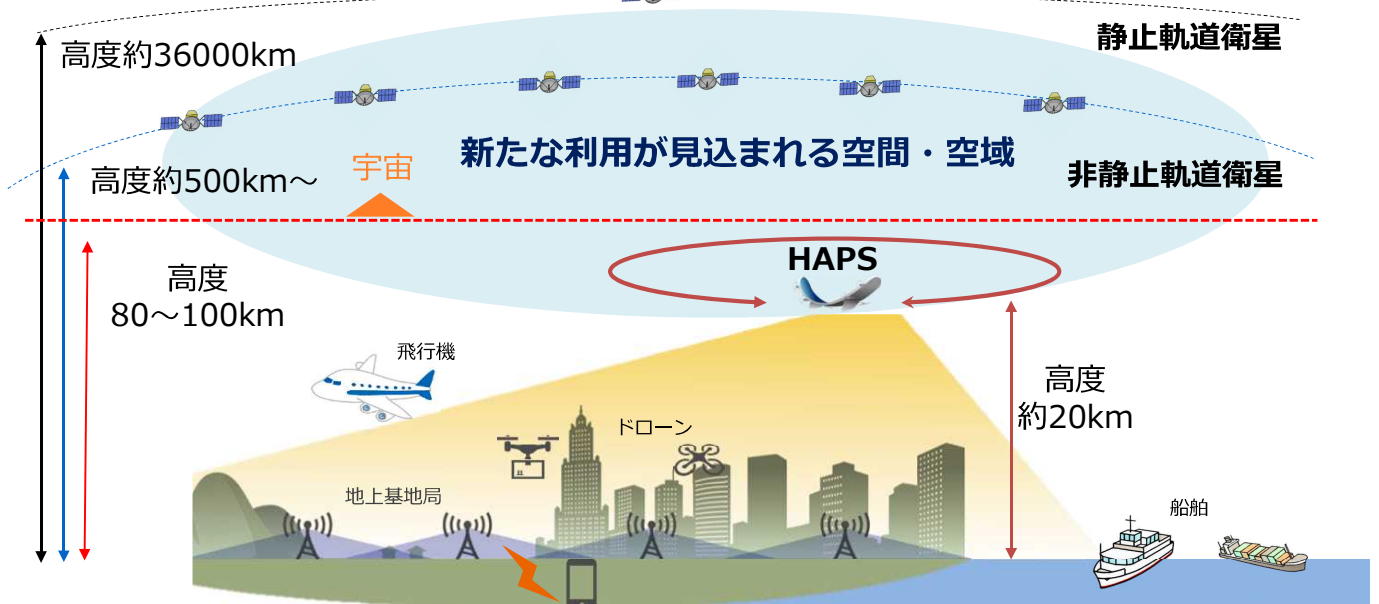 静止軌道衛星
高度約36000km
新たな利用が見込まれる空間・空域
宇宙
高度約500km～
非静止軌道衛星
HAPS
高度
80～100km
飛行機
高度
約20km
ドローン
地上基地局
船舶